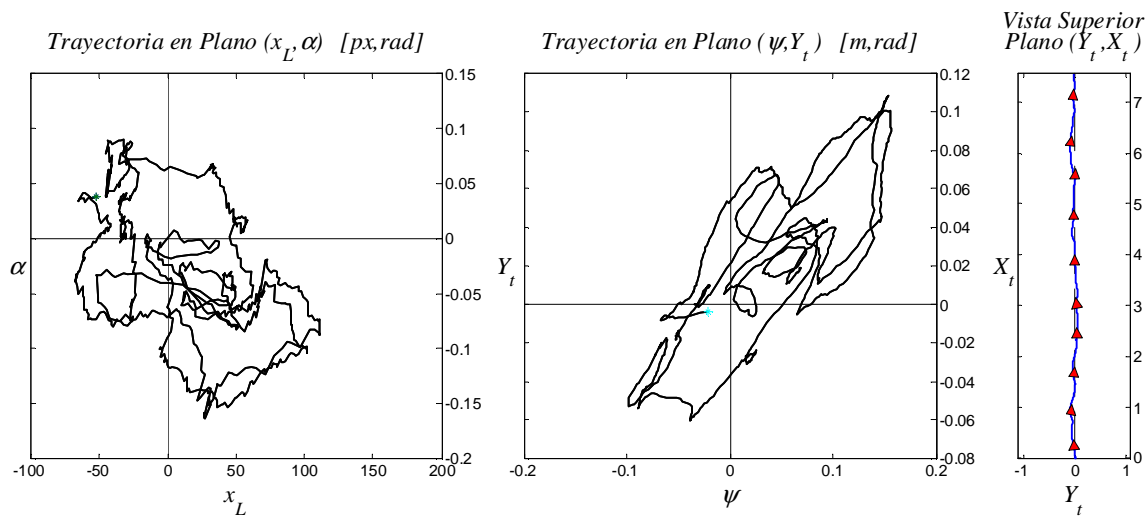 Trayectoria en Plano (x_L,α) [px,rad]
0.15
0.1
0.05
0
-0.05
-0.1
-0.15
-0.2
α
-100 -50 0 50 100 150 200
x_L
Trayectoria en Plano (ψ,Y_t) [m,rad]
0.12
0.1
0.08
0.06
0.04
0.02
0
-0.02
-0.04
-0.06
-0.08
Y_t
-0.2 -0.1 0 0.1 0.2
ψ
Vista Superior
Plano (Y_t,X_t)
7
6
5
4
3
2
1
0
X_t
-1 0 1
Y_t